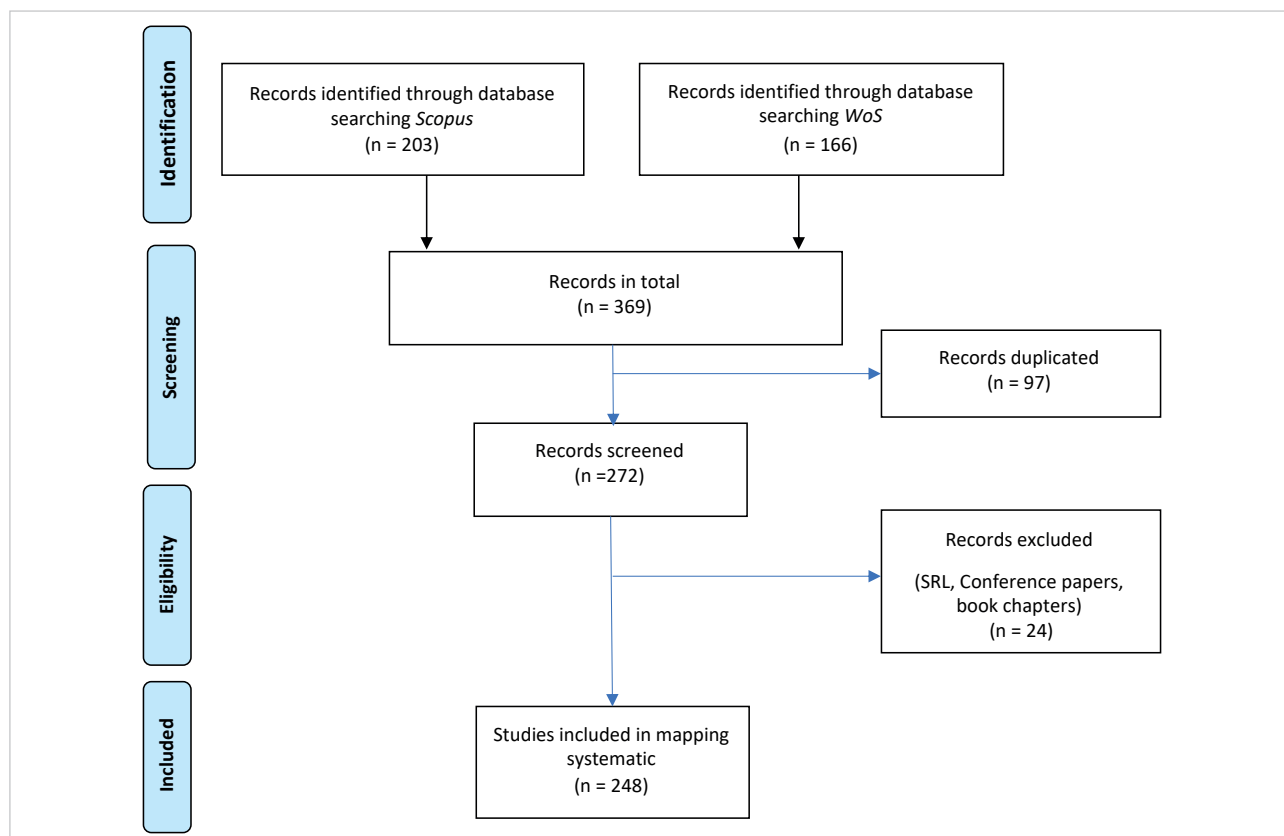 Identification
Records identified through database
searching Scopus
(n = 203)
Records identified through database
searching WoS
(n = 166)
Screening
Records in total
(n = 369)
Records duplicated
(n = 97)
Records screened
(n =272)
Eligibility
Records excluded
(SRL, Conference papers,
book chapters)
(n = 24)
Included
Studies included in mapping
systematic
(n = 248)